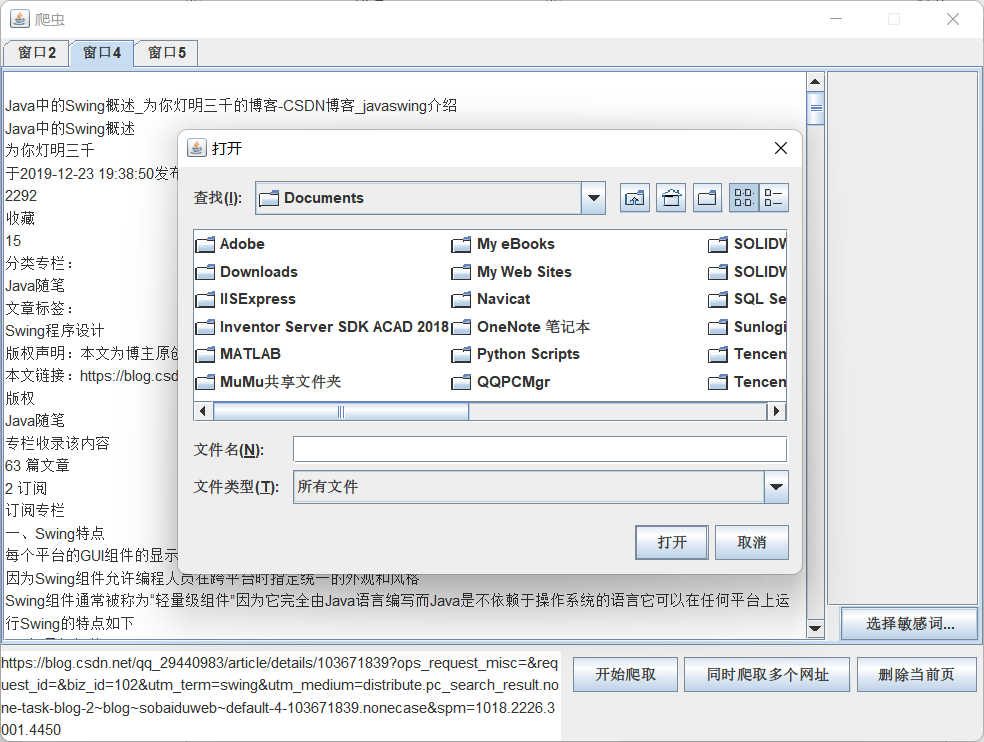 爬虫
窗口2 窗口4 窗口5
Java中的Swing概述_为你灯明三千的博客-CSDN博客_javaswing介绍
Java中的Swing概述
为你灯明三千
于2019-12-23 19:38:50发布
2292
收藏
15
分类专栏：
Java随笔
文章标签：
Swing程序设计
版权声明：本文为博主原创
本文链接：https://blog.csd
版权
Java随笔
专栏收录该内容
63 篇文章
2 订阅
订阅专栏
一、Swing特点
每个平台的GUI组件的显示
因为Swing组件允许编程人员在跨平台时指定统一的外观和风格
Swing组件通常被称为“轻量级组件”因为它完全由Java语言编写而Java是不依赖于操作系统的语言它可以在任何平台上运
行Swing的特点如下
打开
查找(I): Documents
Adobe My eBooks SOLIDW
Downloads My Web Sites SOLIDW
IISExpress Navicat SQL Se
Inventor Server SDK ACAD 2018 OneNote 笔记本 Sunlogi
MATLAB Python Scripts Tencen
MuMu共享文件夹 QQPCMgr Tencen
文件名(N):
文件类型(T): 所有文件
打开 取消
选择敏感词...
https://blog.csdn.net/qq_29440983/article/details/103671839?ops_request_misc=&req
uest_id=&biz_id=102&utm_term=swing&utm_medium=distribute.pc_search_result.no
ne-task-blog-2~blog~sobaiduweb~default-4-103671839.nonecase&spm=1018.2226.3
001.4450
开始爬取 同时爬取多个网址 删除当前页